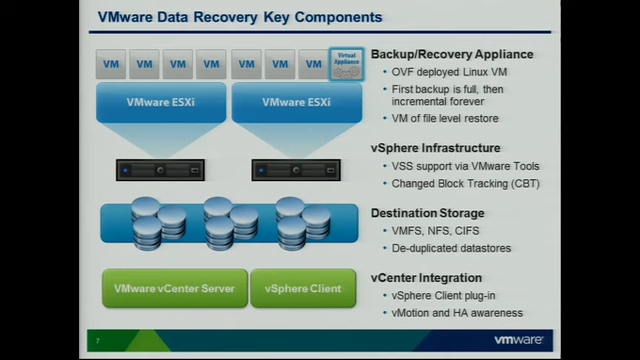 VMware Data Recovery Key Components
VM VM VM VM VM VM VM Virtual Appliance
VMware ESXi VMware ESXi
VMware vCenter Server vSphere Client
Backup/Recovery Appliance
• OVF deployed Linux VM
• First backup is full, then
incremental forever
• VM of file level restore
vSphere Infrastructure
• VSS support via VMware Tools
• Changed Block Tracking (CBT)
Destination Storage
• VMFS, NFS, CIFS
• De-duplicated datastores
vCenter Integration
• vSphere Client plug-in
• vMotion and HA awareness
7
vmware